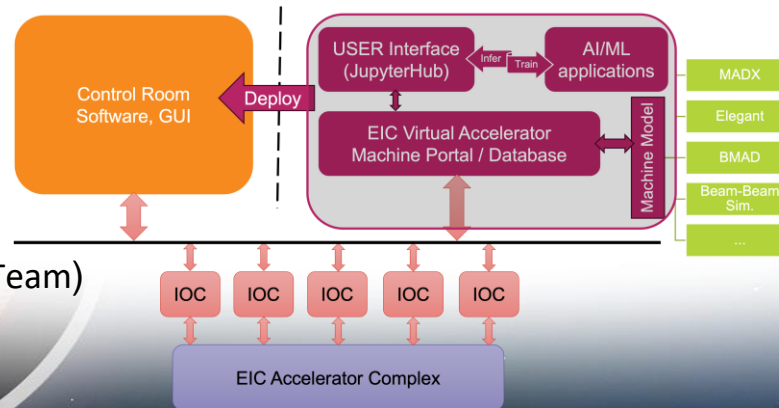 USER Interface
(JupyterHub)
Infer
Train
AI/ML
applications
Control Room
Software, GUI
Deploy
EIC Virtual Accelerator
Machine Portal / Database
Machine Model
MADX
Elegant
BMAD
Beam-Beam
Sim.
...
Team)
IOC
IOC
IOC
IOC
IOC
EIC Accelerator Complex